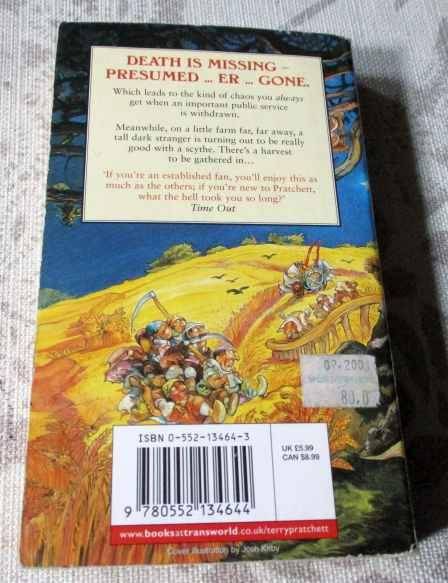 DEATH IS MISSING –
PRESUMED ... ER ... GONE.
Which leads to the kind of chaos you always
get when an important public service
is withdrawn.
Meanwhile, on a little farm far, far away, a
tall dark stranger is turning out to be really
good with a scythe. There's a harvest
to be gathered in...
'If you're an established fan, you'll enjoy this as
much as the others; if you're new to Pratchett,
what the hell took you so long?'
Time Out
80.0
ISBN 0-552-13464-3
UK £5.99
CAN $8.99
9 780552 134644
www.booksattransworld.co.uk/terrypratchett
Cover illustration by Josh Kirby